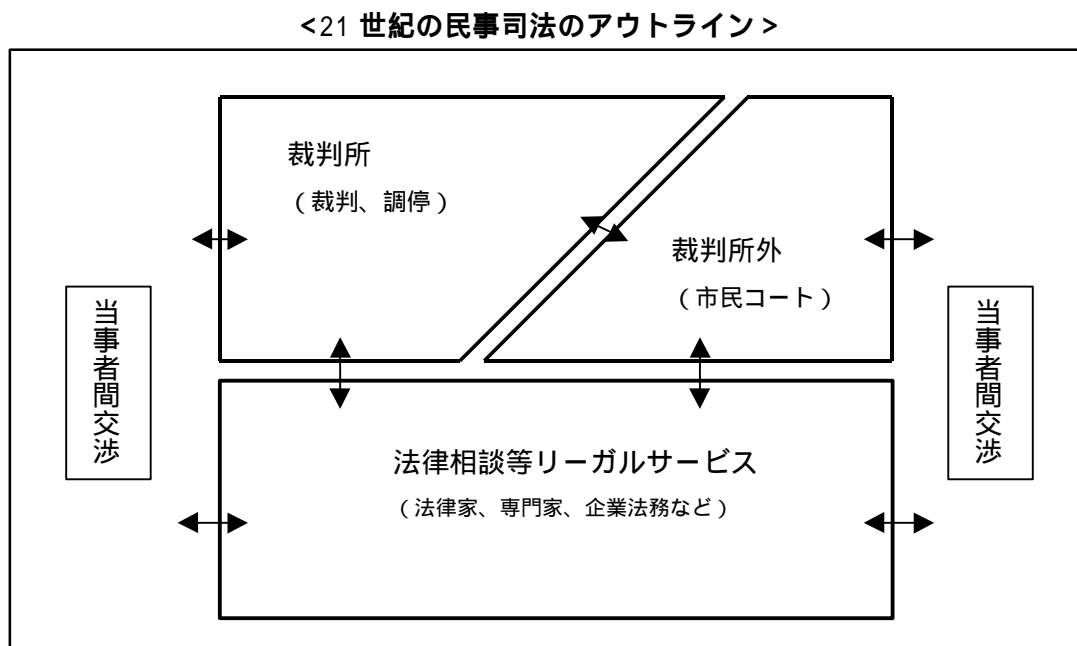 <21 世紀の民事司法のアウトライン>
裁判所
(裁判、調停)
裁判所外
(市民コート)
当事者間交渉
当事者間交渉
法律相談等リーガルサービス
(法律家、専門家、企業法務など)